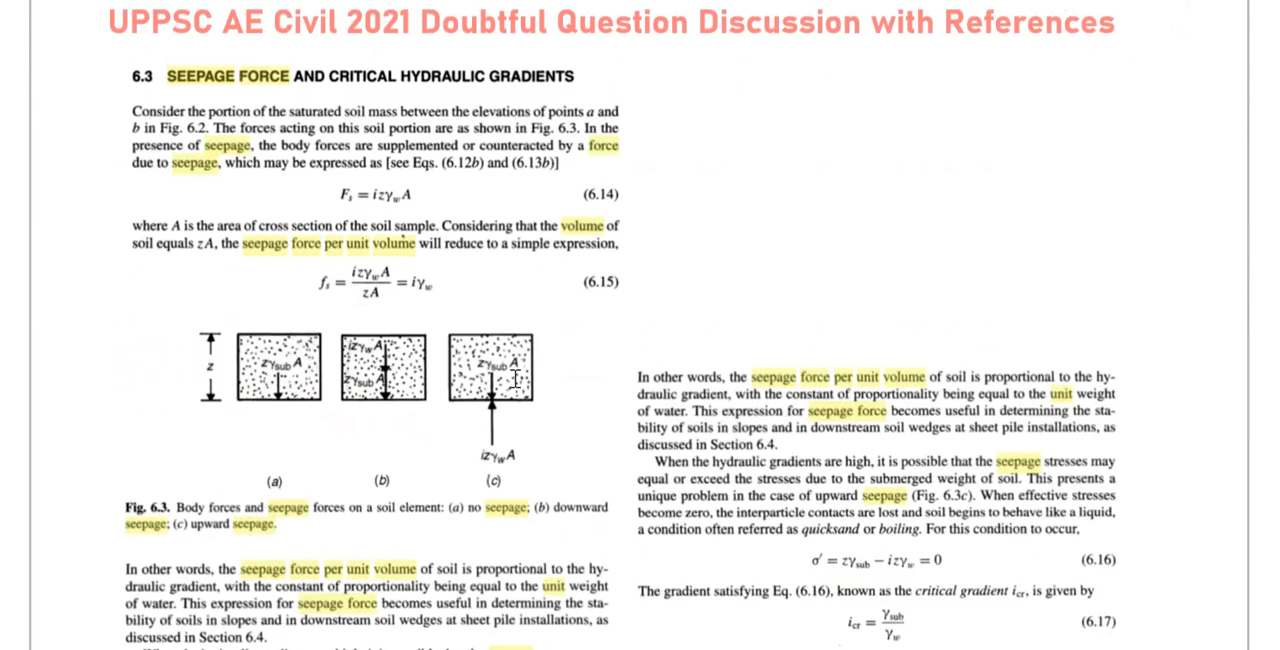 UPPSC AE Civil 2021 Doubtful Question Discussion with References
6.3 SEEPAGE FORCE AND CRITICAL HYDRAULIC GRADIENTS
Consider the portion of the saturated soil mass between the elevations of points a and
b in Fig. 6.2. The forces acting on this soil portion are as shown in Fig. 6.3. In the
presence of seepage, the body forces are supplemented or counteracted by a force
due to seepage, which may be expressed as [see Eqs. (6.12b) and (6.13b)]
Fₛ = izγ_w A (6.14)
where A is the area of cross section of the soil sample. Considering that the volume of
soil equals zA, the seepage force per unit volume will reduce to a simple expression,
fₛ = izγ_w A / zA = iγ_w (6.15)
z
zγ_sub A
izγ_w A
zγ_sub A
zγ_sub A
izγ_w A
(a) (b) (c)
Fig. 6.3. Body forces and seepage forces on a soil element: (a) no seepage; (b) downward
seepage; (c) upward seepage.
In other words, the seepage force per unit volume of soil is proportional to the hy-
draulic gradient, with the constant of proportionality being equal to the unit weight
of water. This expression for seepage force becomes useful in determining the sta-
bility of soils in slopes and in downstream soil wedges at sheet pile installations, as
discussed in Section 6.4.
In other words, the seepage force per unit volume of soil is proportional to the hy-
draulic gradient, with the constant of proportionality being equal to the unit weight
of water. This expression for seepage force becomes useful in determining the sta-
bility of soils in slopes and in downstream soil wedges at sheet pile installations, as
discussed in Section 6.4.
When the hydraulic gradients are high, it is possible that the seepage stresses may
equal or exceed the stresses due to the submerged weight of soil. This presents a
unique problem in the case of upward seepage (Fig. 6.3c). When effective stresses
become zero, the interparticle contacts are lost and soil begins to behave like a liquid,
a condition often referred as quicksand or boiling. For this condition to occur,
σ′ = zγ_sub − izγ_w = 0 (6.16)
The gradient satisfying Eq. (6.16), known as the critical gradient i_cr, is given by
i_cr = γ_sub / γ_w (6.17)